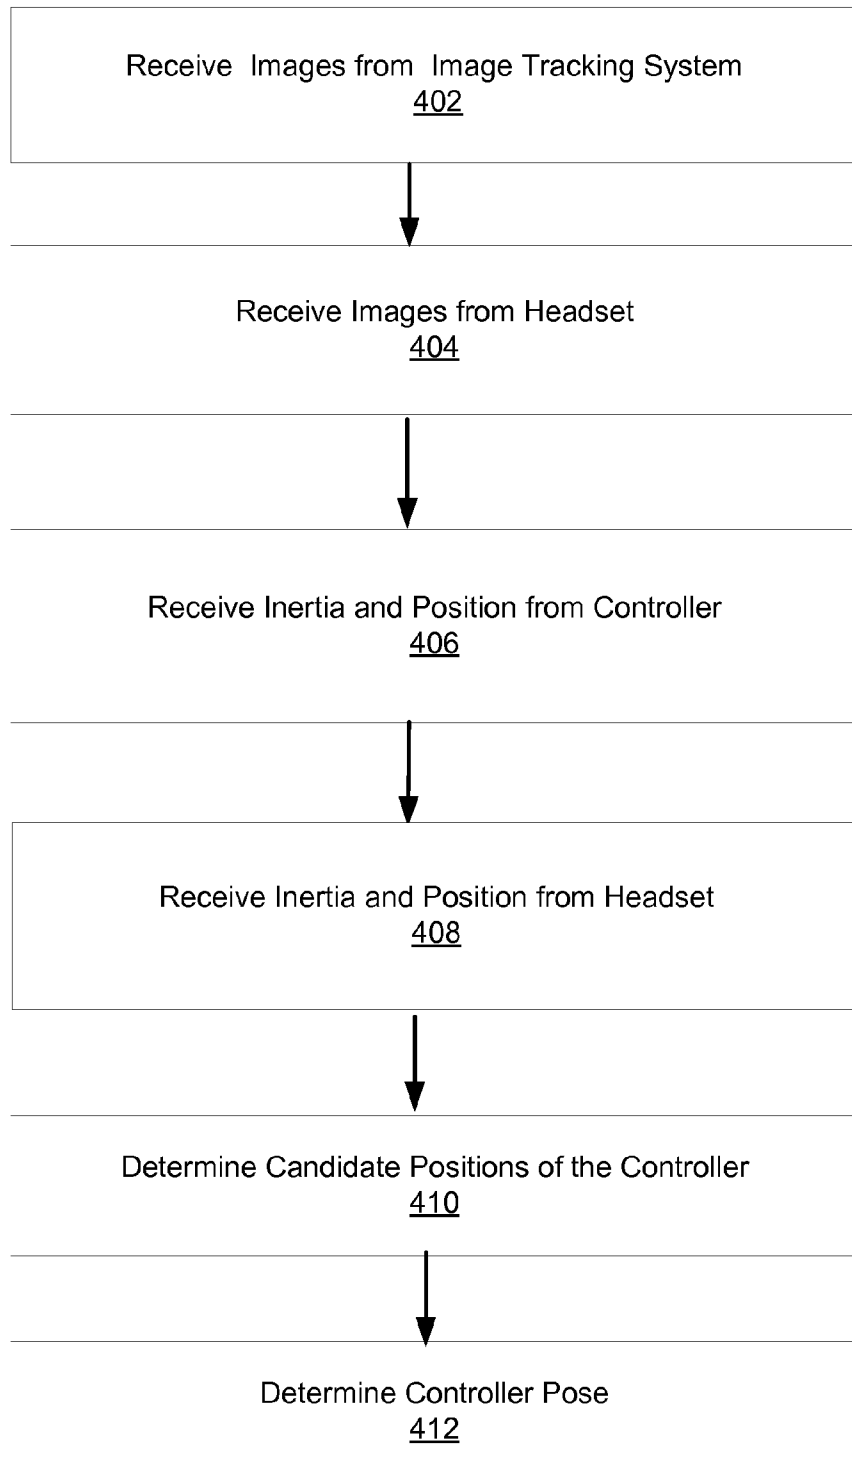 Receive Images from Image Tracking System
402
Receive Images from Headset
404
Receive Inertia and Position from Controller
406
Receive Inertia and Position from Headset
408
Determine Candidate Positions of the Controller
410
Determine Controller Pose
412